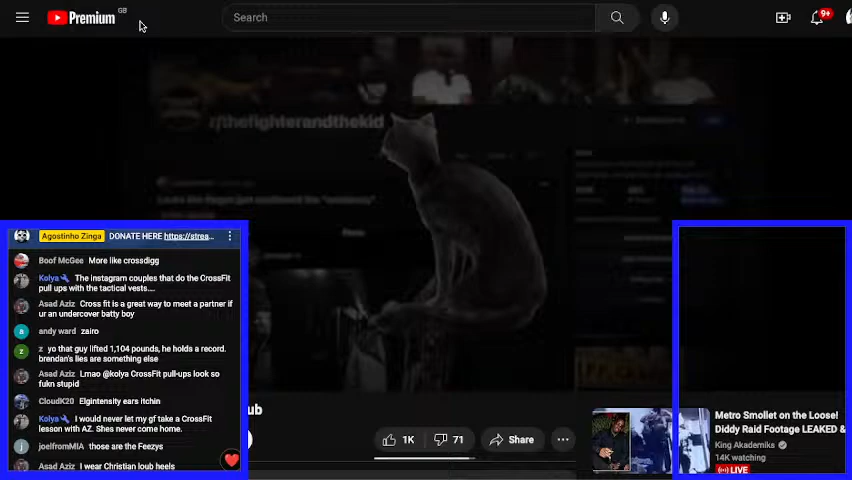 Premium GB
Search
9+
r/thefighterandthekid
Agostinho Zinga DONATE HERE https://strea...
Boof McGee More like crossdigg
Kolya The instagram couples that do the CrossFit
pull ups with the tactical vests....
Asad Aziz Cross fit is a great way to meet a partner if
ur an undercover batty boy
andy ward zairo
z yo that guy lifted 1,104 pounds, he holds a record.
brendan's lies are something else
Asad Aziz Lmao @kolya CrossFit pull-ups look so
fukn stupid
CloudK20 Elgintensity ears itchin
Kolya I would never let my gf take a CrossFit
lesson with AZ. Shes never come home.
joelfromMIA those are the Feezys
Asad Aziz I wear Christian loub heels
ub
1K
71
Share
Metro Smollet on the Loose!
Diddy Raid Footage LEAKED &
King Akademiks
14K watching
LIVE